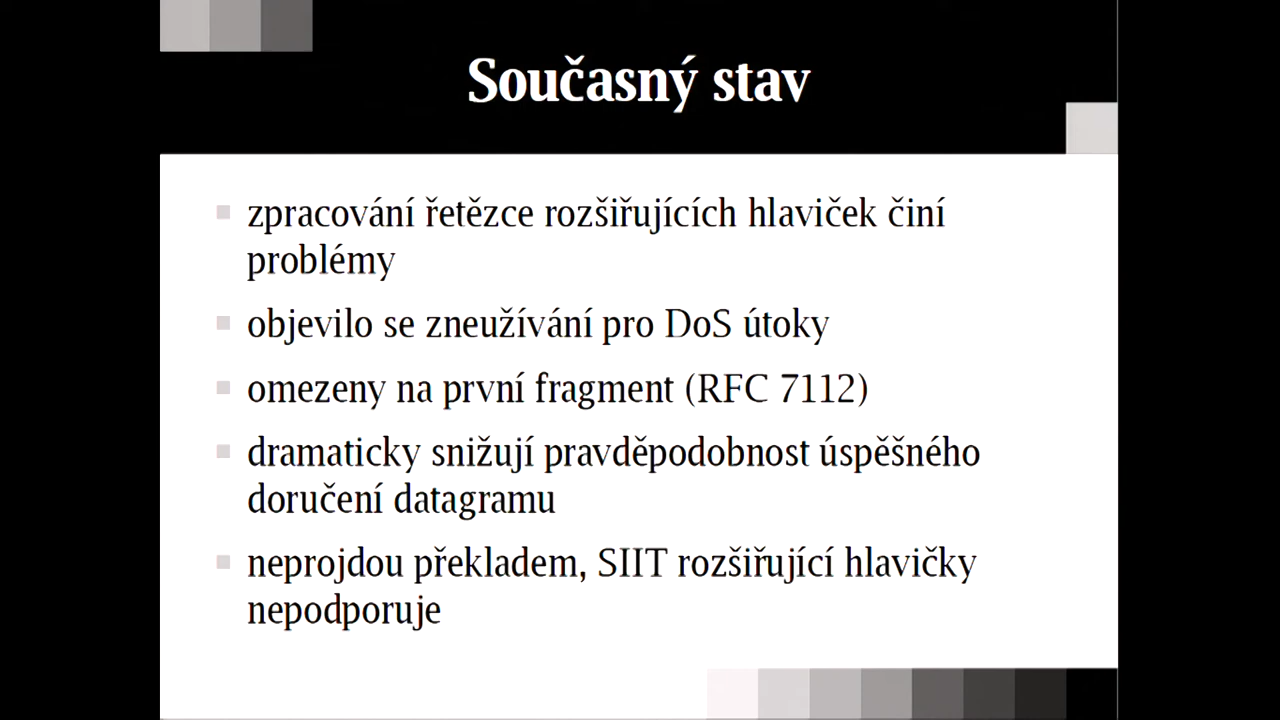 Současný stav
zpracování řetězce rozšiřujících hlaviček činí
problémy
objevilo se zneužívání pro DoS útoky
omezeny na první fragment (RFC 7112)
dramaticky snižují pravděpodobnost úspěšného
doručení datagramu
neprojdou překladem, SIIT rozšiřující hlavičky
nepodporuje